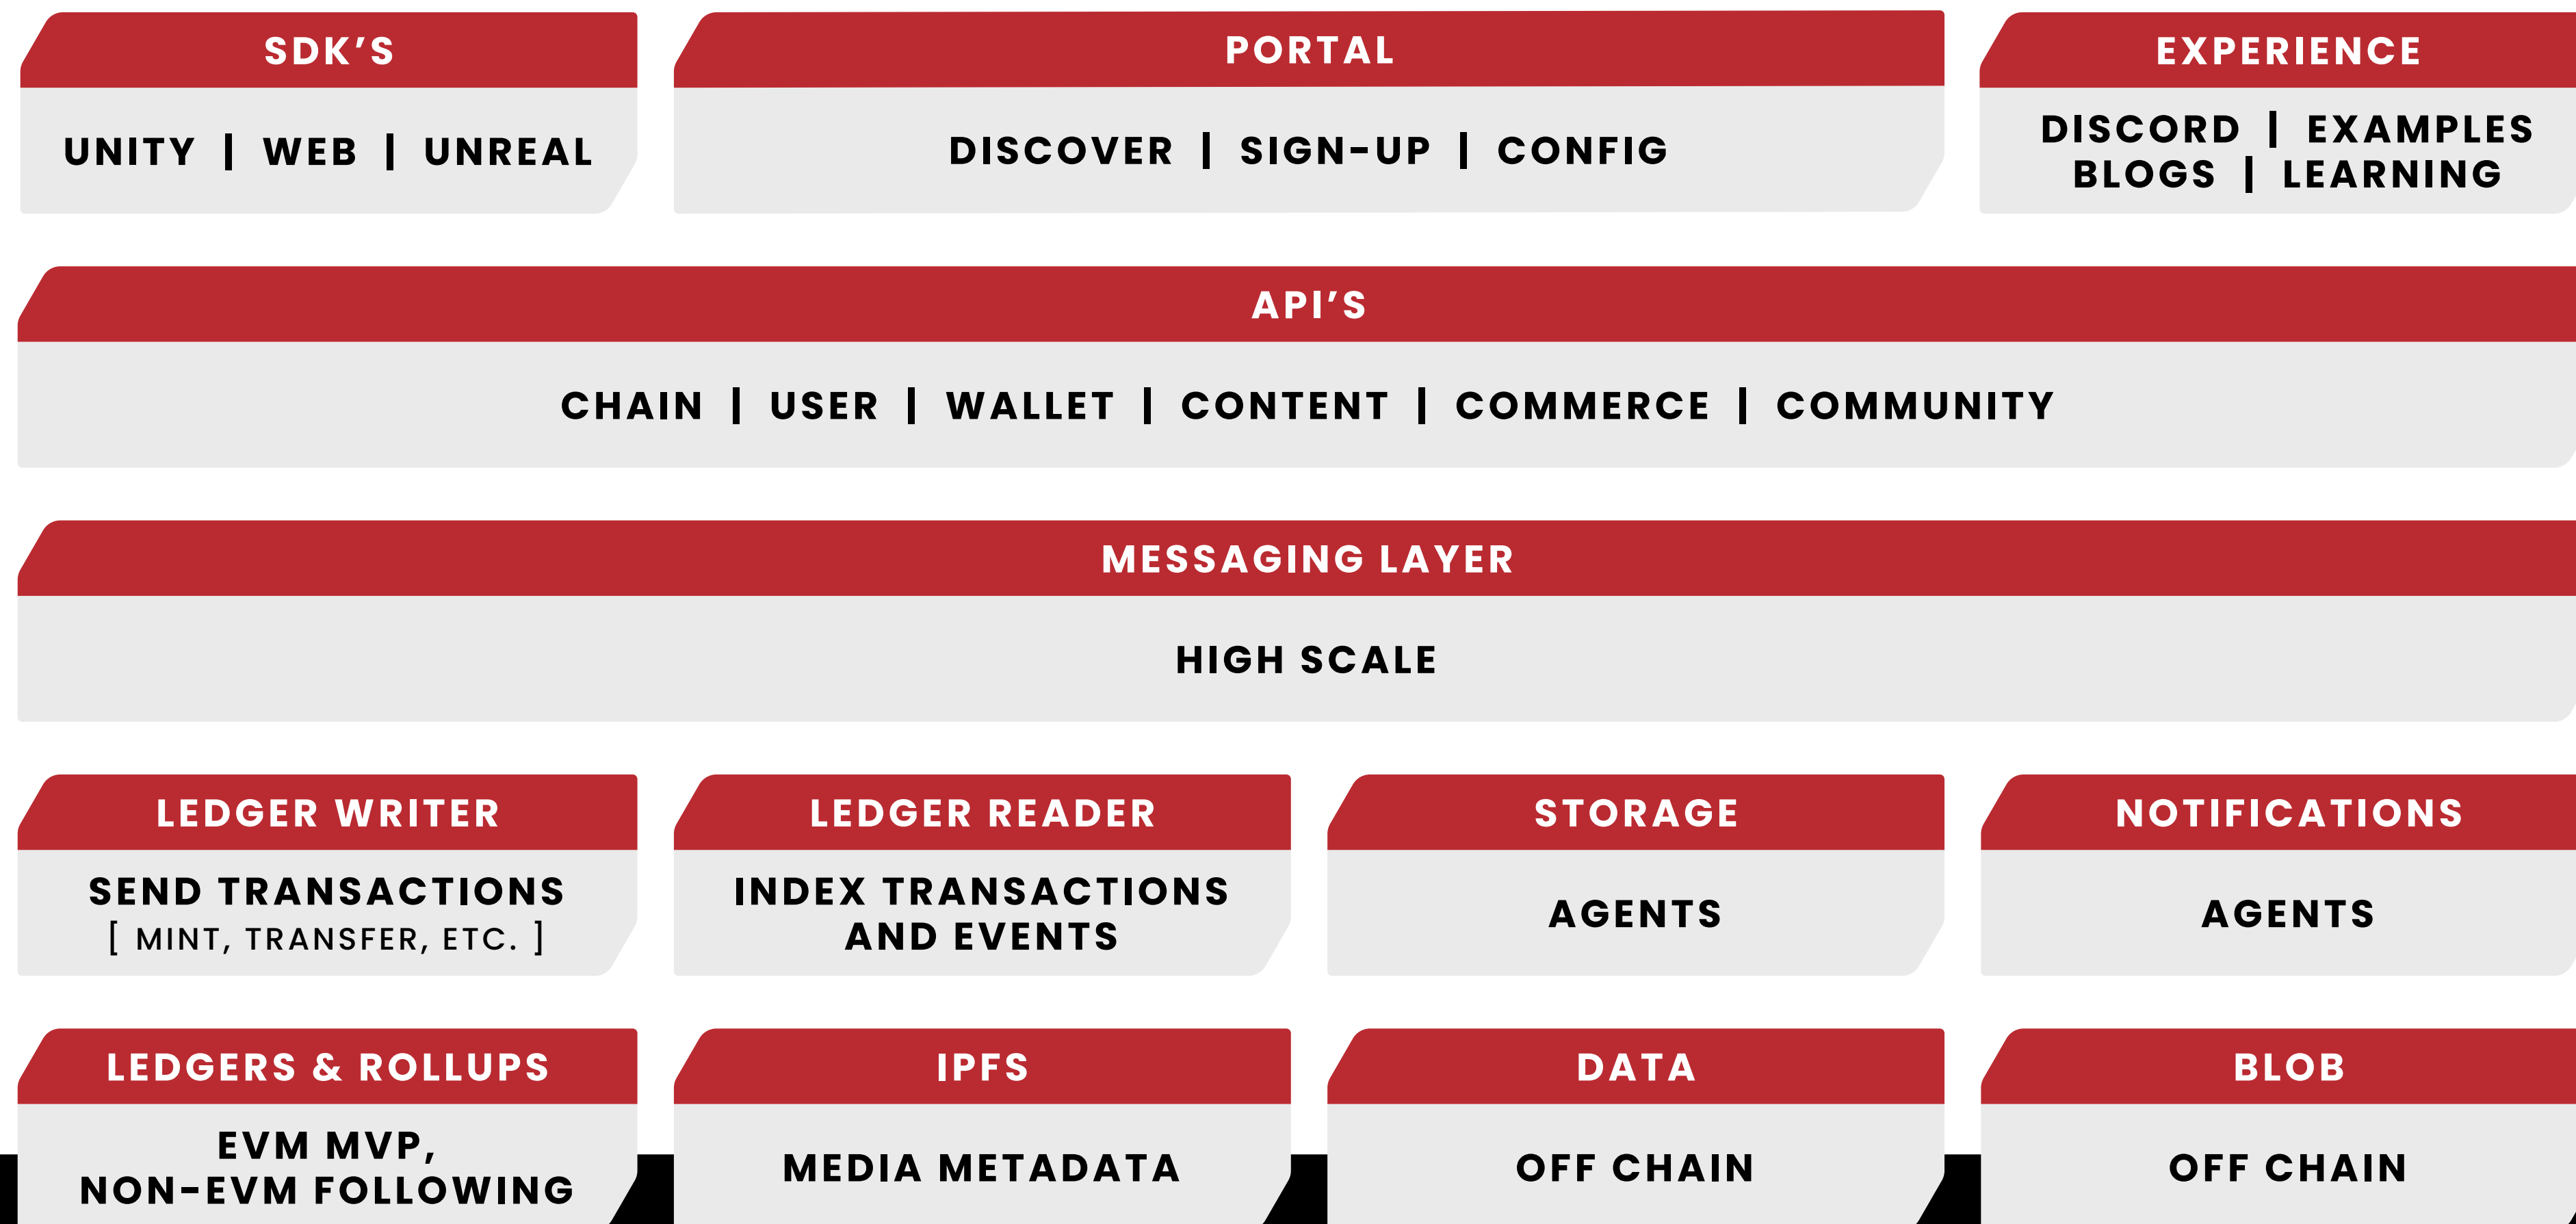 SDK’S
UNITY | WEB | UNREAL
PORTAL
DISCOVER | SIGN-UP | CONFIG
EXPERIENCE
DISCORD | EXAMPLES
BLOGS | LEARNING
API’S
CHAIN | USER | WALLET | CONTENT | COMMERCE | COMMUNITY
MESSAGING LAYER
HIGH SCALE
LEDGER WRITER
SEND TRANSACTIONS
[ MINT, TRANSFER, ETC. ]
LEDGER READER
INDEX TRANSACTIONS
AND EVENTS
STORAGE
AGENTS
NOTIFICATIONS
AGENTS
LEDGERS & ROLLUPS
EVM MVP,
NON-EVM FOLLOWING
IPFS
MEDIA METADATA
DATA
OFF CHAIN
BLOB
OFF CHAIN